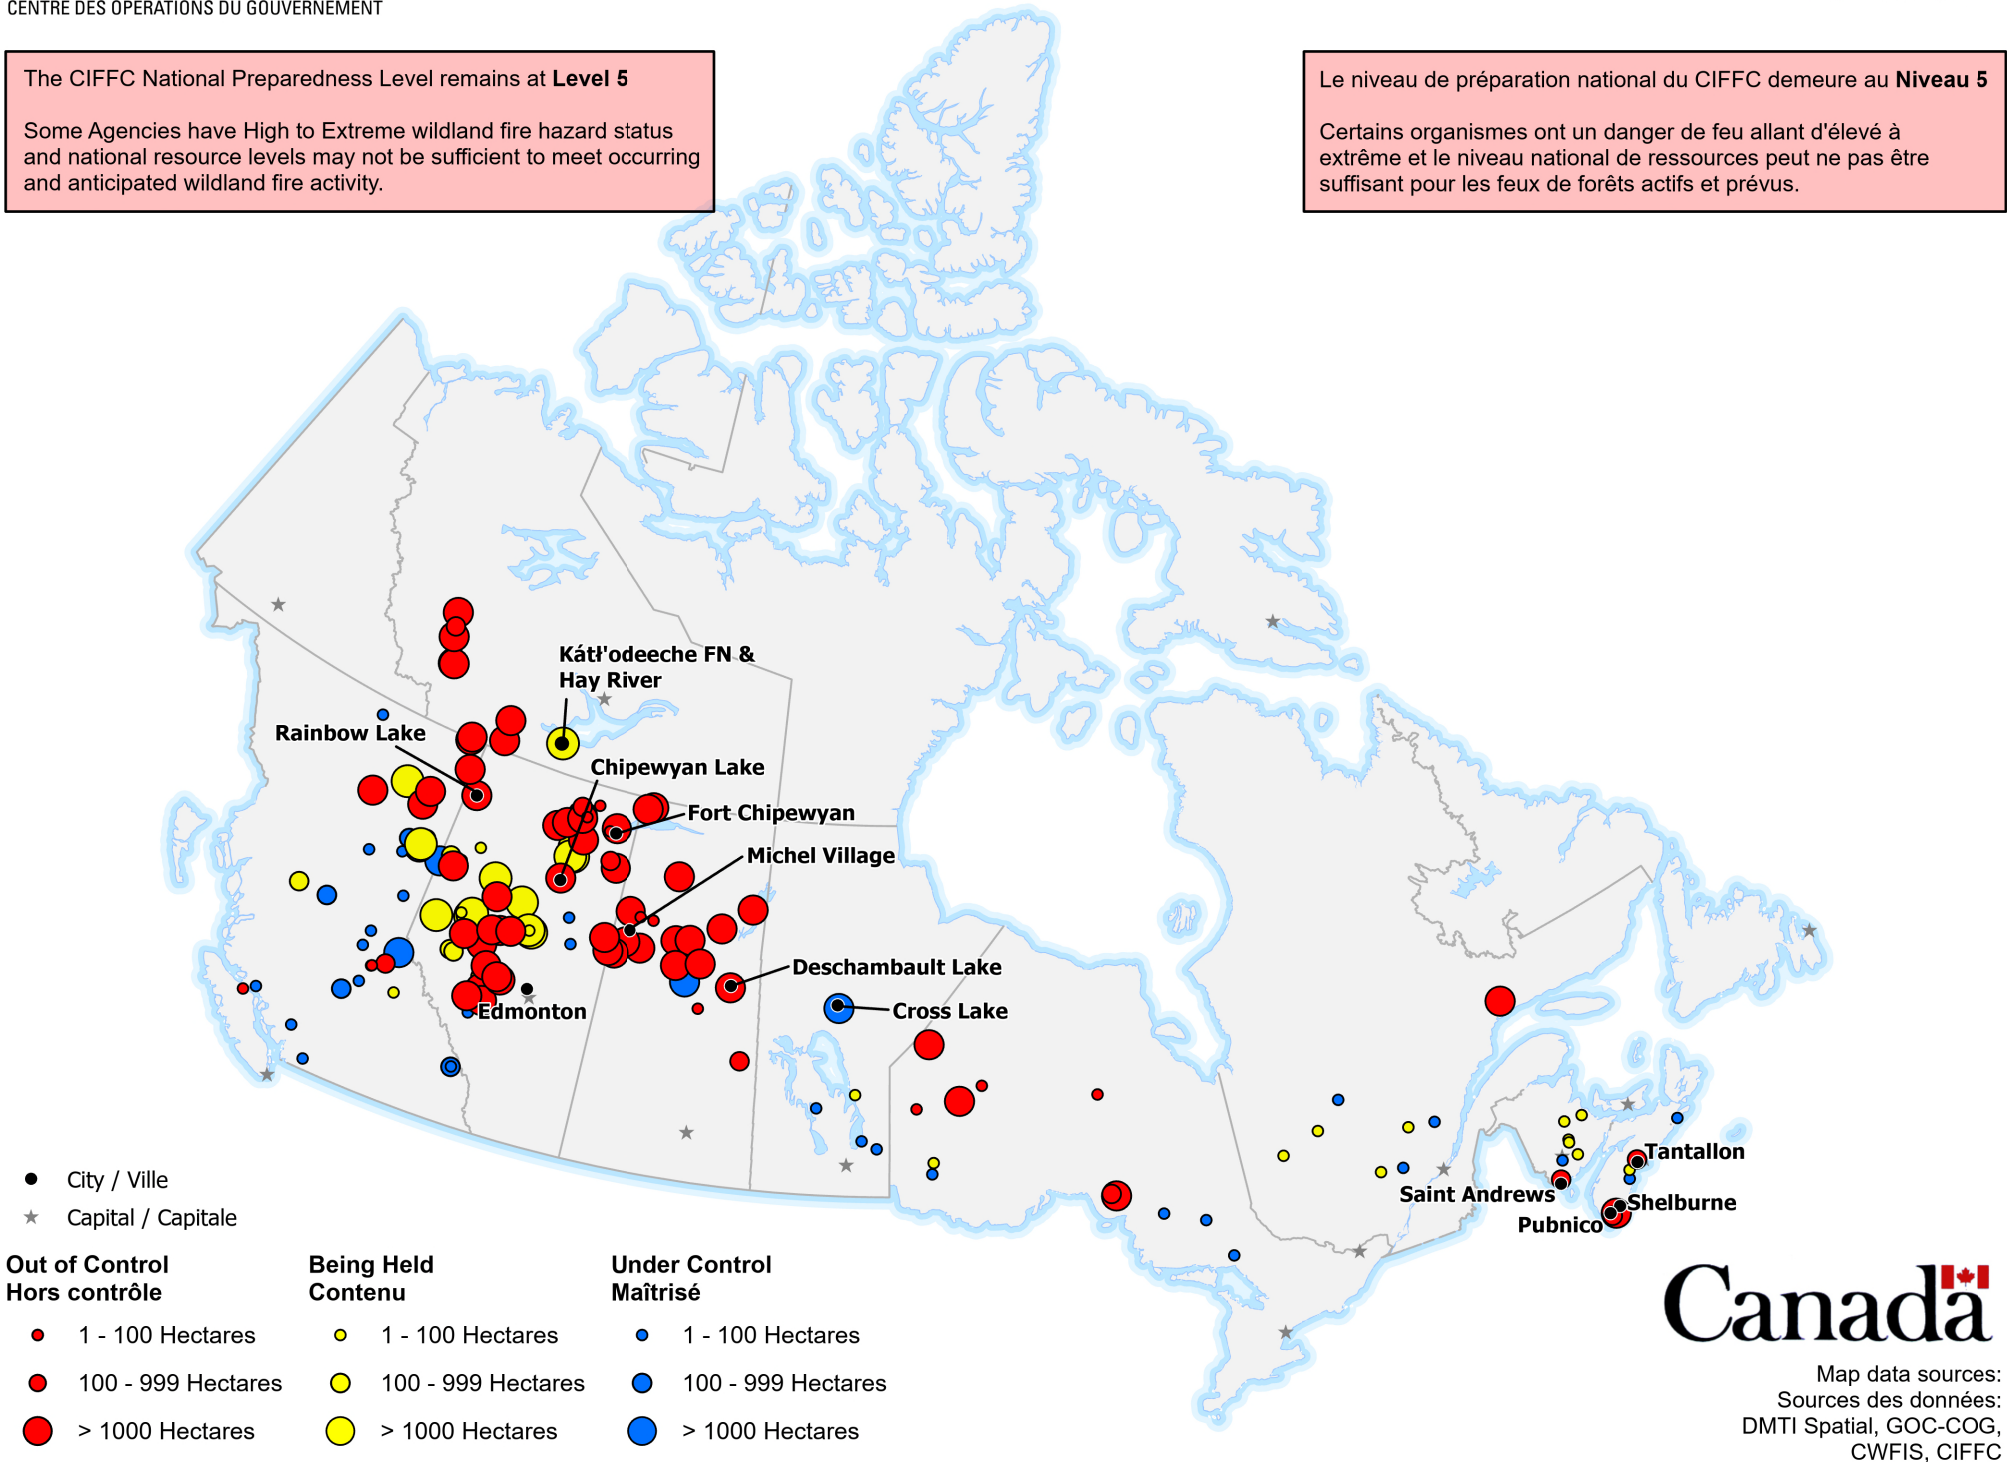 CENTRE DES OPÉRATIONS DU GOUVERNEMENT
The CIFFC National Preparedness Level remains at Level 5
Some Agencies have High to Extreme wildland fire hazard status
and national resource levels may not be sufficient to meet occurring
and anticipated wildland fire activity.
Le niveau de préparation national du CIFFC demeure au Niveau 5
Certains organismes ont un danger de feu allant d'élevé à
extrême et le niveau national de ressources peut ne pas être
suffisant pour les feux de forêts actifs et prévus.
Kátł'odeeche FN &
Hay River
Rainbow Lake
Chipewyan Lake
Fort Chipewyan
Michel Village
Deschambault Lake
Cross Lake
Edmonton
Tantallon
Saint Andrews
Shelburne
Pubnico
City / Ville
Capital / Capitale
Out of Control
Hors contrôle
1 - 100 Hectares
100 - 999 Hectares
> 1000 Hectares
Being Held
Contenu
1 - 100 Hectares
100 - 999 Hectares
> 1000 Hectares
Under Control
Maîtrisé
1 - 100 Hectares
100 - 999 Hectares
> 1000 Hectares
Canada
Map data sources:
Sources des données:
DMTI Spatial, GOC-COG,
CWFIS, CIFFC